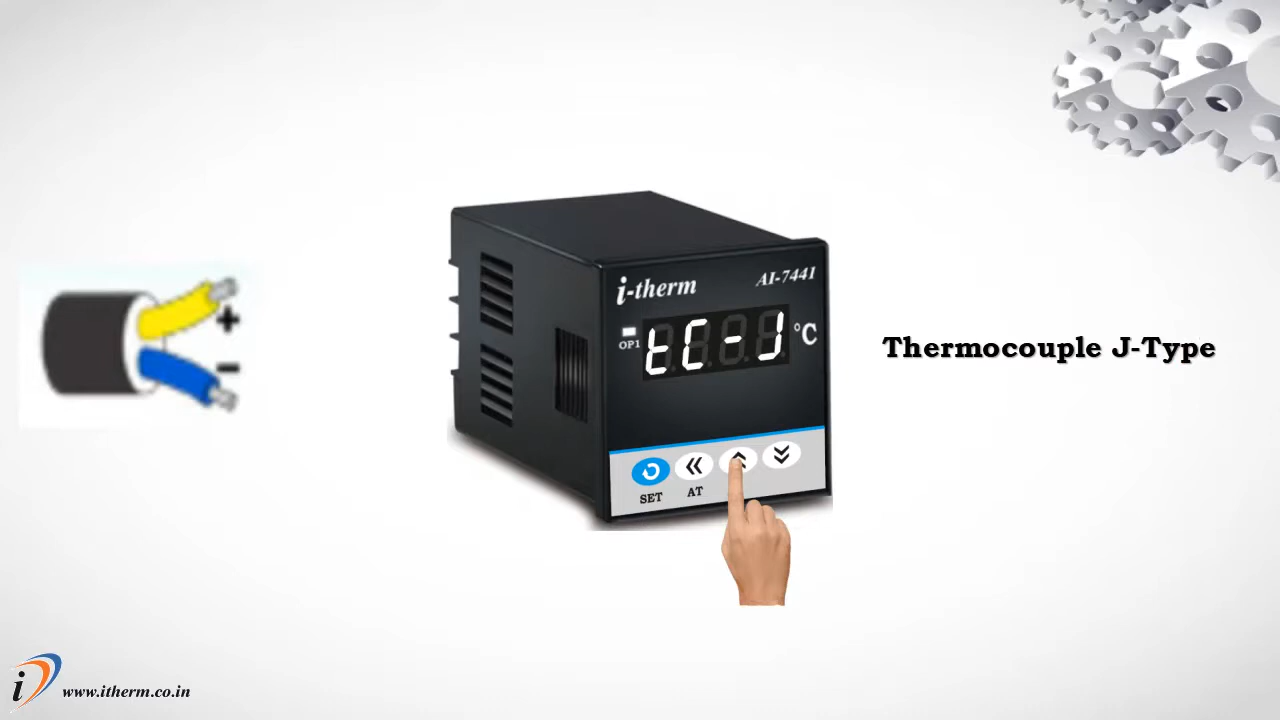 i-therm AI-7441
OP1 tC-J °C
SET AT
+
-
Thermocouple J-Type
i www.itherm.co.in